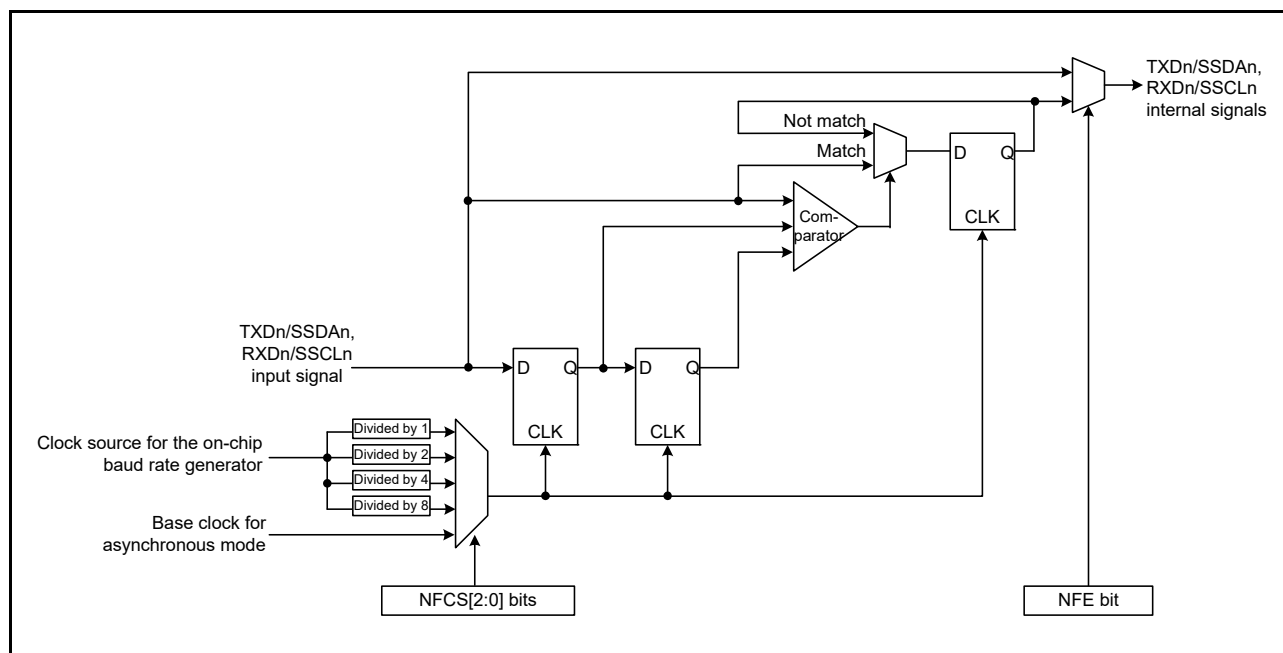 TXDn/SSDAn,
RXDn/SSCLn
internal signals
Not match
Match
D
Q
CLK
Com-
parator
TXDn/SSDAn,
RXDn/SSCLn
input signal
D
Q
CLK
D
Q
CLK
Clock source for the on-chip
baud rate generator
Divided by 1
Divided by 2
Divided by 4
Divided by 8
Base clock for
asynchronous mode
NFCS[2:0] bits
NFE bit